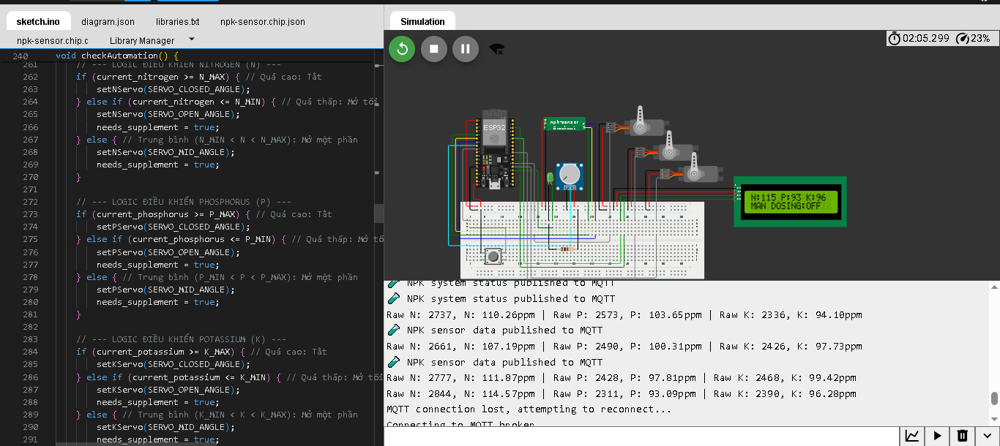 sketch.ino
diagram.json
libraries.txt
npk-sensor.chip.json
npk-sensor.chip.c
Library Manager
240 void checkAutomation() {
261 // --- LOGIC ĐIỀU KHIỂN NITROGEN (N) ---
262 if (current_nitrogen >= N_MAX) { // Quá cao: Tắt
263 setNServo(SERVO_CLOSED_ANGLE);
264 } else if (current_nitrogen <= N_MIN) { // Quá thấp: Mở tối
265 setNServo(SERVO_OPEN_ANGLE);
266 needs_supplement = true;
267 } else { // Trung bình (N_MIN < N < N_MAX): Mở một phần
268 setNServo(SERVO_MID_ANGLE);
269 needs_supplement = true;
270 }
271
272 // --- LOGIC ĐIỀU KHIỂN PHOSPHORUS (P) ---
273 if (current_phosphorus >= P_MAX) { // Quá cao: Tắt
274 setPServo(SERVO_CLOSED_ANGLE);
275 } else if (current_phosphorus <= P_MIN) { // Quá thấp: Mở tố
276 setPServo(SERVO_OPEN_ANGLE);
277 needs_supplement = true;
278 } else { // Trung bình (P_MIN < P < P_MAX): Mở một phần
279 setPServo(SERVO_MID_ANGLE);
280 needs_supplement = true;
281 }
282
283 // --- LOGIC ĐIỀU KHIỂN POTASSIUM (K) ---
284 if (current_potassium >= K_MAX) { // Quá cao: Tắt
285 setKServo(SERVO_CLOSED_ANGLE);
286 } else if (current_potassium <= K_MIN) { // Quá thấp: Mở tối
287 setKServo(SERVO_OPEN_ANGLE);
288 needs_supplement = true;
289 } else { // Trung bình (K_MIN < K < K_MAX): Mở một phần
290 setKServo(SERVO_MID_ANGLE);
291 needs_supplement = true;
Simulation
02:05.299
23%
ESP32
npk-sensor
Breakout
N:115 P:93 K:96
MAN DOSING:OFF
NPK system status published to MQTT
NPK system status published to MQTT
Raw N: 2737, N: 110.26ppm | Raw P: 2573, P: 103.65ppm | Raw K: 2336, K: 94.10ppm
NPK sensor data published to MQTT
Raw N: 2661, N: 107.19ppm | Raw P: 2490, P: 100.31ppm | Raw K: 2426, K: 97.73ppm
NPK sensor data published to MQTT
Raw N: 2777, N: 111.87ppm | Raw P: 2428, P: 97.81ppm | Raw K: 2468, K: 99.42ppm
Raw N: 2844, N: 114.57ppm | Raw P: 2311, P: 93.09ppm | Raw K: 2390, K: 96.28ppm
MQTT connection lost, attempting to reconnect...
Connecting to MQTT broker